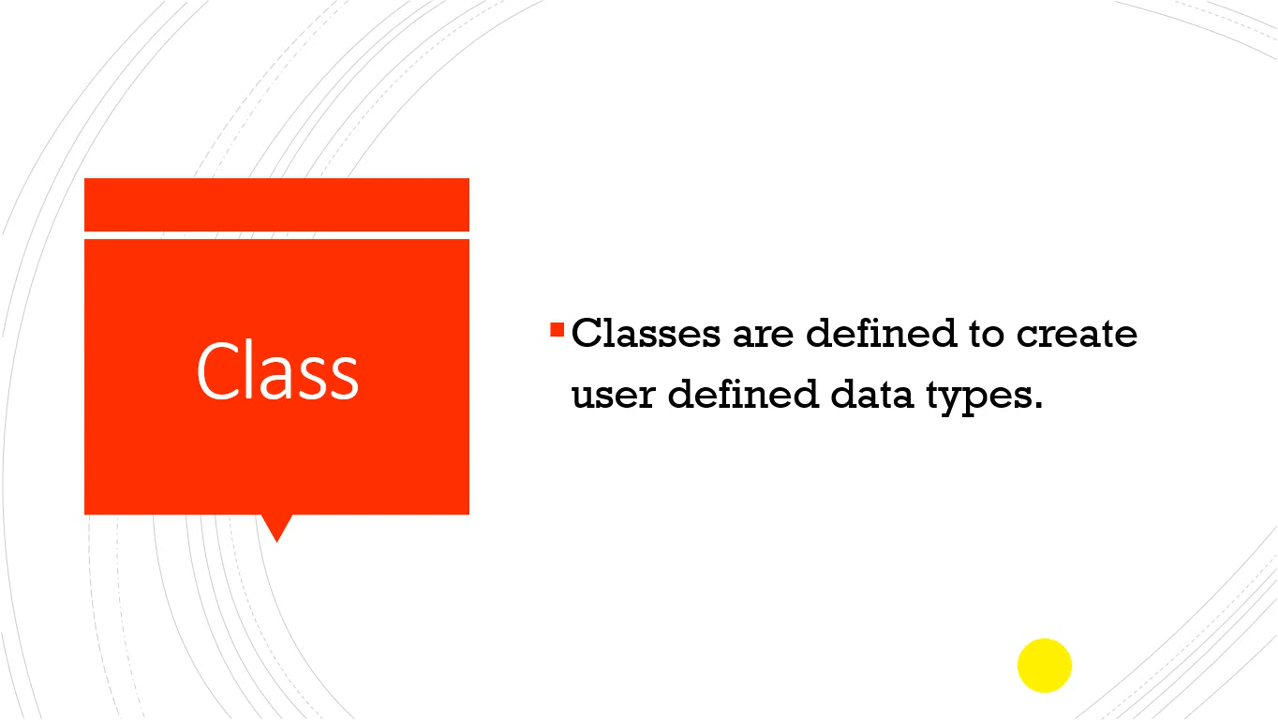 Class
Classes are defined to create
user defined data types.